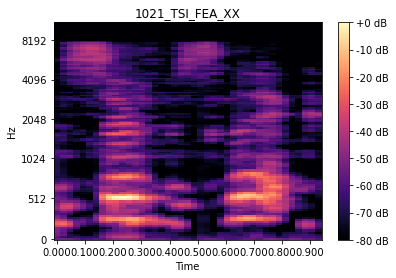 1021_TSI_FEA_XX
+0 dB
8192
-10 dB
4096
-20 dB
-30 dB
2048
Hz
-40 dB
1024
-50 dB
512
-60 dB
-70 dB
0
-80 dB
0.0000.1000.2000.3000.4000.5000.6000.7000.8000.900
Time